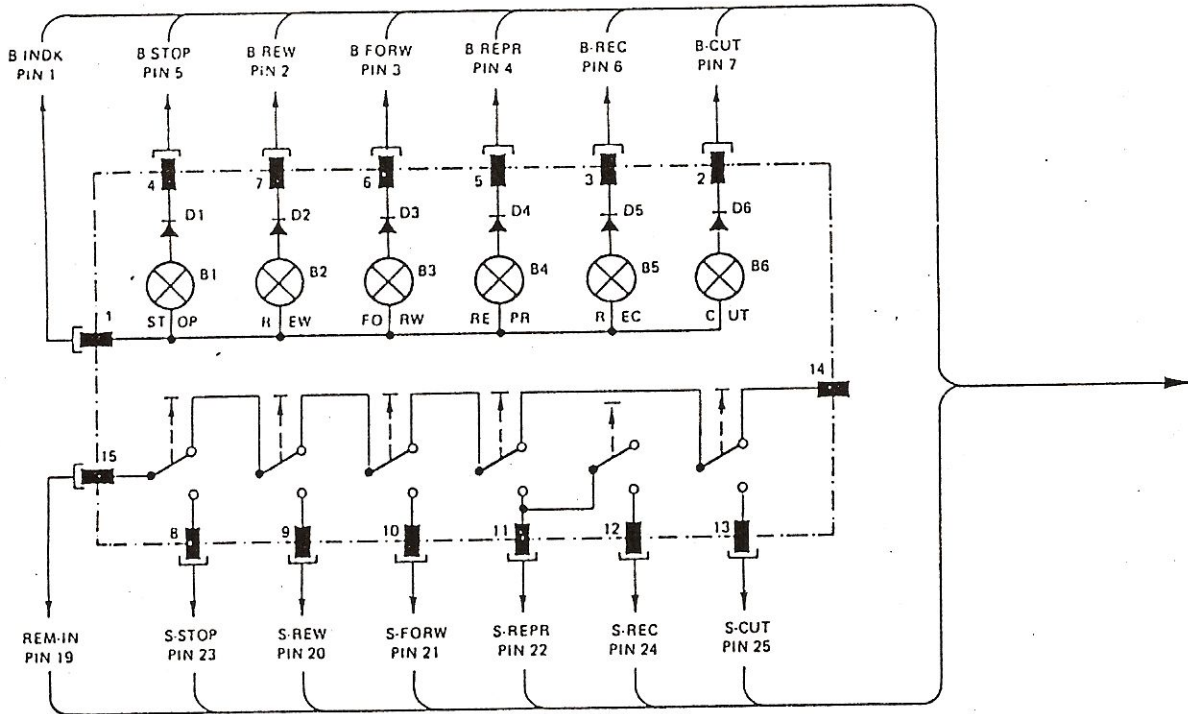 B INDK
PIN 1
B STOP
PIN 5
B REW
PIN 2
B FORW
PIN 3
B REPR
PIN 4
B-REC
PIN 6
B-CUT
PIN 7
4
7
6
5
3
2
D1
D2
D3
D4
D5
D6
B1
B2
B3
B4
B5
B6
1
ST OP
R EW
FO RW
RE PR
R EC
C UT
14
15
8
9
10
11
12
13
REM-IN
PIN 19
S-STOP
PIN 23
S-REW
PIN 20
S-FORW
PIN 21
S-REPR
PIN 22
S-REC
PIN 24
S-CUT
PIN 25